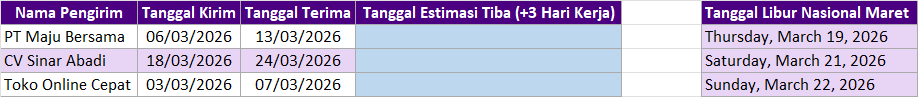 Nama Pengirim Tanggal Kirim Tanggal Terima Tanggal Estimasi Tiba (+3 Hari Kerja) Tanggal Libur Nasional Maret
PT Maju Bersama 06/03/2026 13/03/2026 Thursday, March 19, 2026
CV Sinar Abadi 18/03/2026 24/03/2026 Saturday, March 21, 2026
Toko Online Cepat 03/03/2026 07/03/2026 Sunday, March 22, 2026